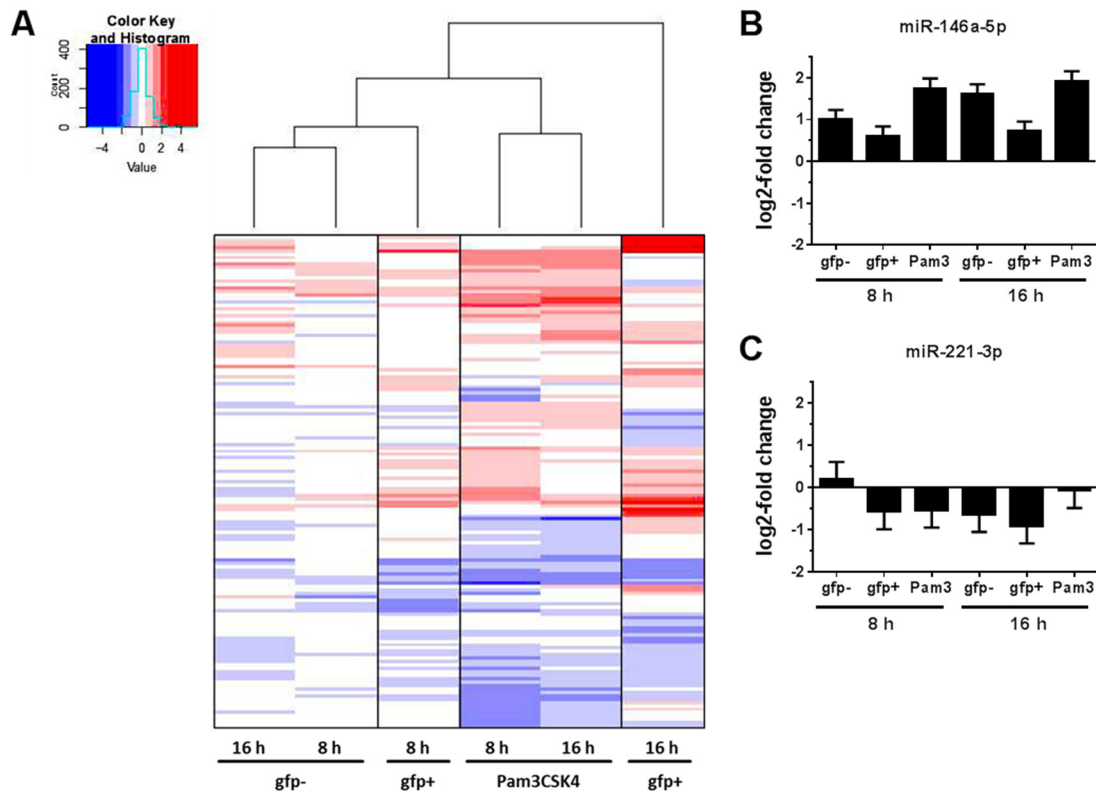 A
Color Key
and Histogram
Count
400
200
0
-4 -2 0 2 4
Value
16 h 8 h 8 h 8 h 16 h 16 h
gfp- gfp+ Pam3CSK4 gfp+
B
miR-146a-5p
log2-fold change
2
1
0
-1
-2
gfp- gfp+ Pam3 gfp- gfp+ Pam3
8 h 16 h
C
miR-221-3p
log2-fold change
2
1
0
-1
-2
gfp- gfp+ Pam3 gfp- gfp+ Pam3
8 h 16 h